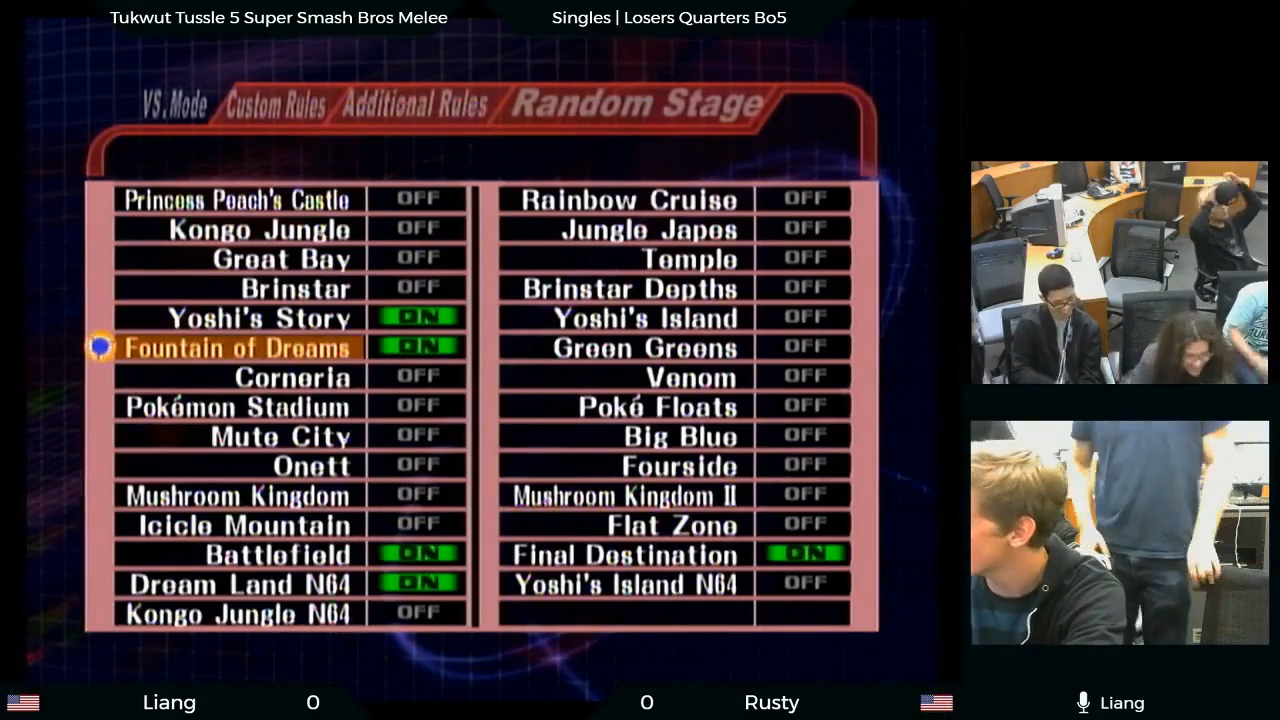 Tukwut Tussle 5 Super Smash Bros Melee
Singles | Losers Quarters Bo5
VS. Mode Custom Rules Additional Rules Random Stage
Princess Peach's Castle OFF Rainbow Cruise OFF
Kongo Jungle OFF Jungle Japes OFF
Great Bay OFF Temple OFF
Brinstar OFF Brinstar Depths OFF
Yoshi's Story ON Yoshi's Island OFF
Fountain of Dreams ON Green Greens OFF
Corneria OFF Venom OFF
Pokémon Stadium OFF Poké Floats OFF
Mute City OFF Big Blue OFF
Onett OFF Fourside OFF
Mushroom Kingdom OFF Mushroom Kingdom II OFF
Icicle Mountain OFF Flat Zone OFF
Battlefield ON Final Destination ON
Dream Land N64 ON Yoshi's Island N64 OFF
Kongo Jungle N64 OFF
Liang 0 0 Rusty Liang